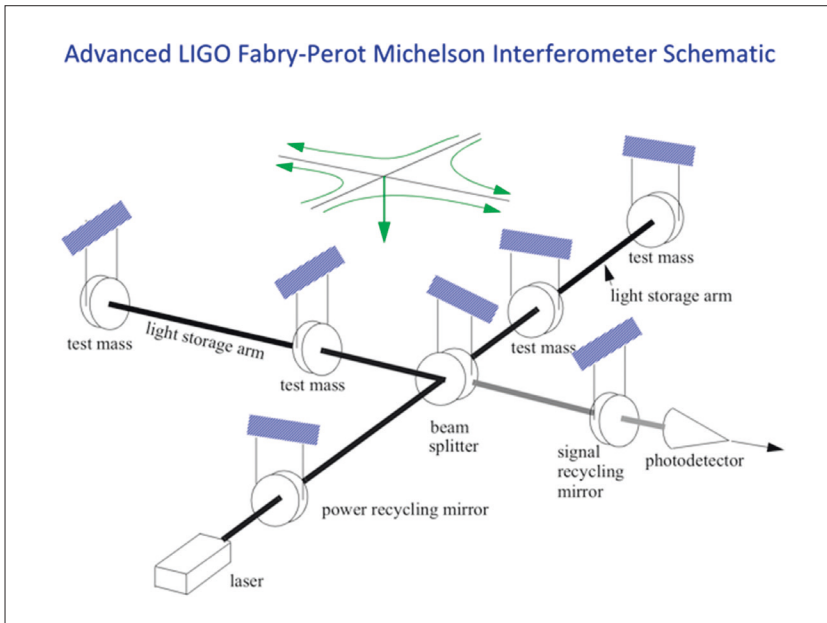 Advanced LIGO Fabry-Perot Michelson Interferometer Schematic
test mass
light storage arm
test mass
light storage arm
test mass
test mass
beam
splitter
signal
recycling
mirror
photodetector
power recycling mirror
laser